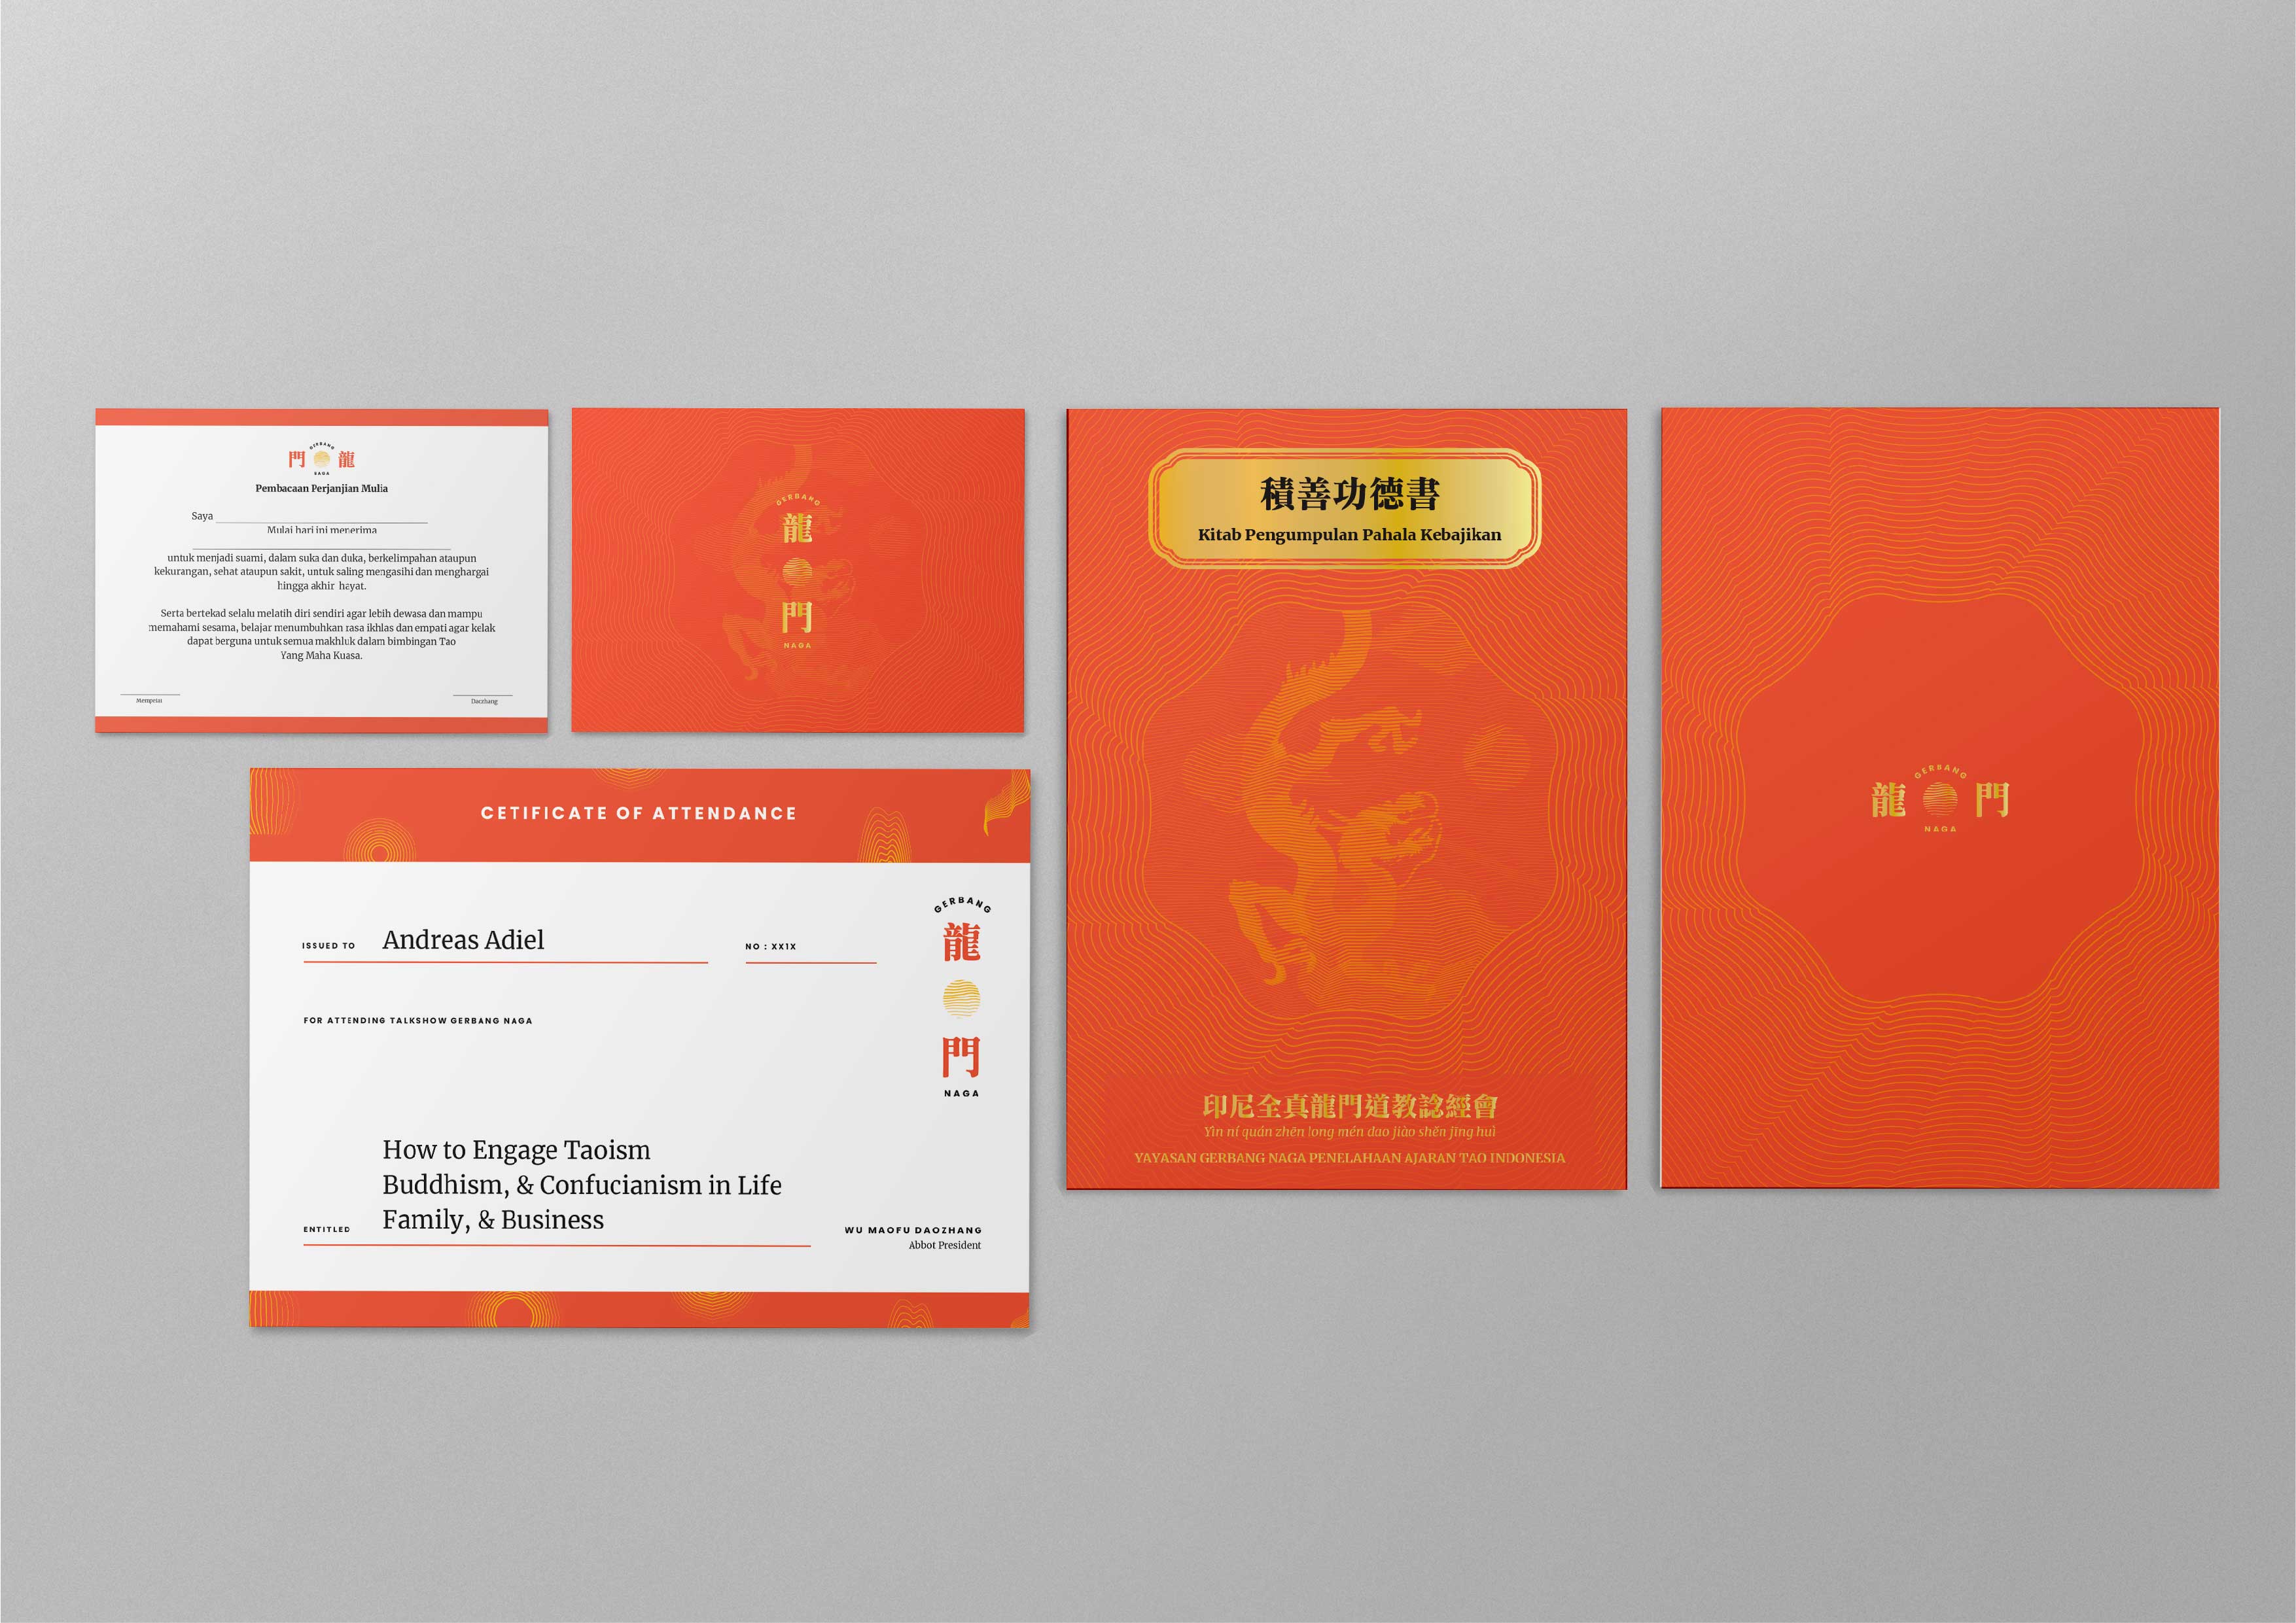 GERBANG
門 龍
NAGA
Pembacaan Perjanjian Mulia
Saya
Mulai hari ini menerima
untuk menjadi suami, dalam suka dan duka, berkelimpahan ataupun
kekurangan, sehat ataupun sakit, untuk saling mengasihi dan menghargai
hingga akhir hayat.
Serta bertekad selalu melatih diri sendiri agar lebih dewasa dan mampu
memahami sesama, belajar menumbuhkan rasa ikhlas dan empati agar kelak
dapat berguna untuk semua makhluk dalam bimbingan Tao
Yang Maha Kuasa.
Daozhang
GERBANG
龍
門
NAGA
CETIFICATE OF ATTENDANCE
ISSUED TO Andreas Adiel
NO : XX1X
FOR ATTENDING TALKSHOW GERBANG NAGA
GERBANG
龍
門
NAGA
How to Engage Taoism
Buddhism, & Confucianism in Life
ENTITLED Family, & Business
WU MAOFU DAOZHANG
Abbot President
積善功德書
Kitab Pengumpulan Pahala Kebajikan
印尼全真龍門道教諗經會
Yìn ní quán zhēn long mén dao jiào shěn jīng huì
YAYASAN GERBANG NAGA PENELAHAAN AJARAN TAO INDONESIA
GERBANG
龍 門
NAGA